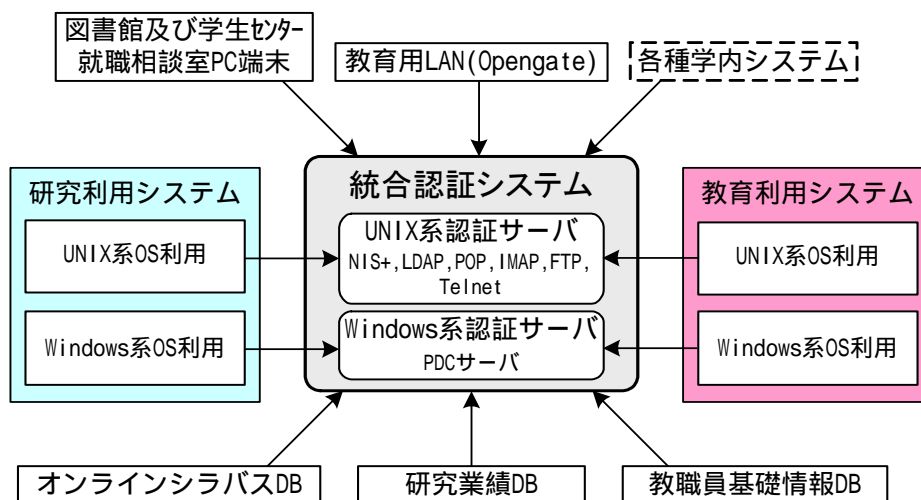 図書館及び学生センター
就職相談室PC端末
教育用LAN(Opengate)
各種学内システム
統合認証システム
研究利用システム
教育利用システム
UNIX系認証サーバ
NIS+,LDAP,POP,IMAP,FTP,
Telnet
UNIX系OS利用
UNIX系OS利用
Windows系認証サーバ
PDCサーバ
Windows系OS利用
Windows系OS利用
オンラインシラバスDB
研究業績DB
教職員基礎情報DB